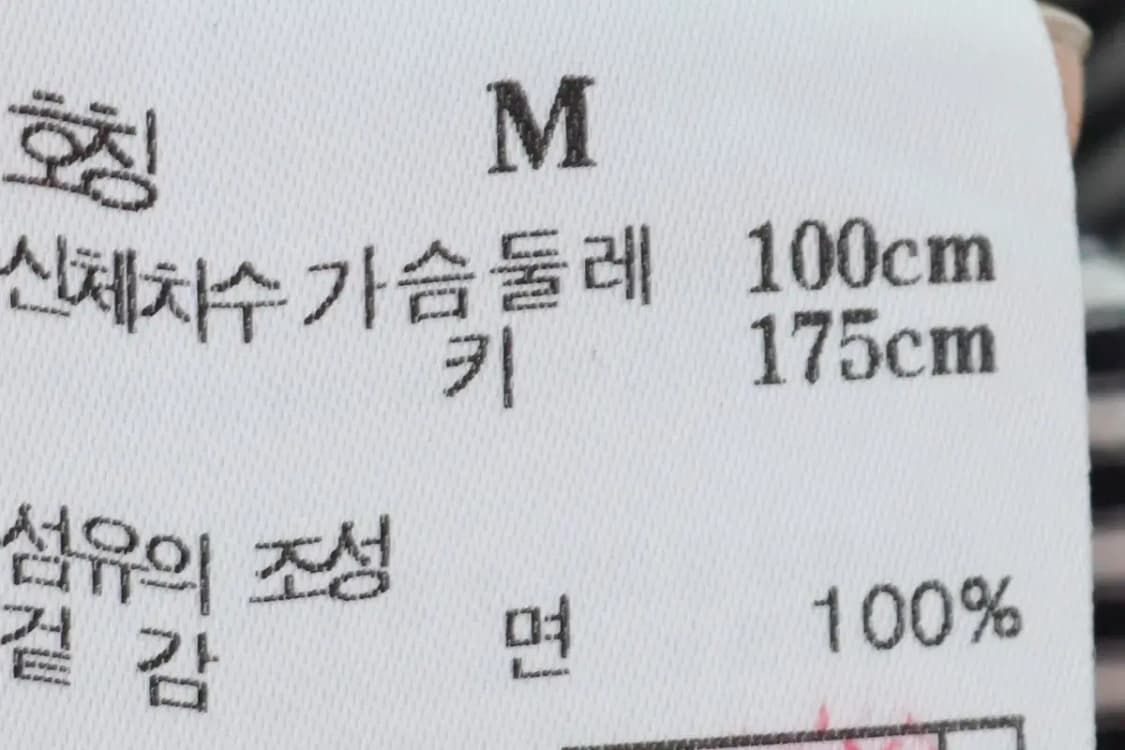 호칭 M
신체치수 가슴둘레 100cm
키 175cm
섬유의 조성
겉 감 면 100%